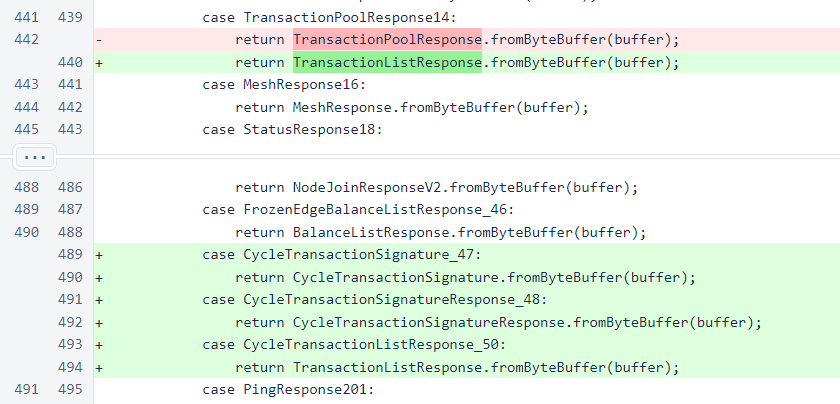 441 439 case TransactionPoolResponse14:
442 - return TransactionPoolResponse.fromByteBuffer(buffer);
440 + return TransactionListResponse.fromByteBuffer(buffer);
443 441 case MeshResponse16:
444 442 return MeshResponse.fromByteBuffer(buffer);
445 443 case StatusResponse18:
...
488 486 return NodeJoinResponseV2.fromByteBuffer(buffer);
489 487 case FrozenEdgeBalanceListResponse_46:
490 488 return BalanceListResponse.fromByteBuffer(buffer);
489 + case CycleTransactionSignature_47:
490 + return CycleTransactionSignature.fromByteBuffer(buffer);
491 + case CycleTransactionSignatureResponse_48:
492 + return CycleTransactionSignatureResponse.fromByteBuffer(buffer);
493 + case CycleTransactionListResponse_50:
494 + return TransactionListResponse.fromByteBuffer(buffer);
491 495 case PingResponse201: